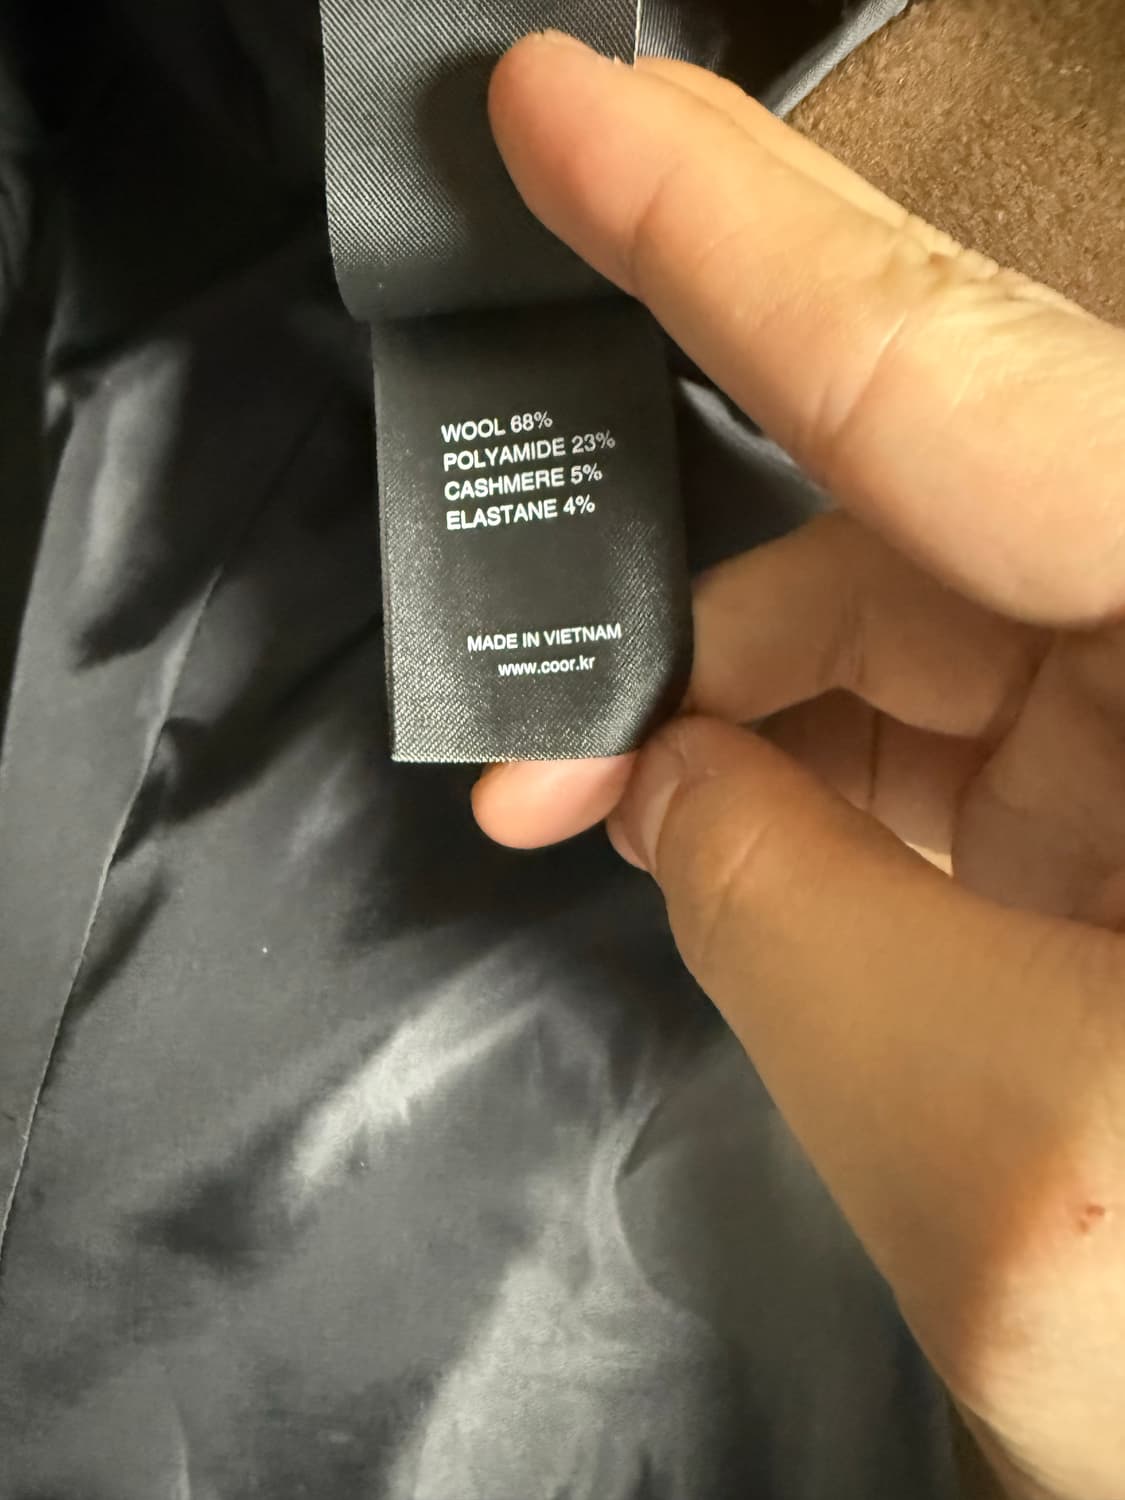 WOOL 68%
POLYAMIDE 23%
CASHMERE 5%
ELASTANE 4%
MADE IN VIETNAM
www.coor.kr